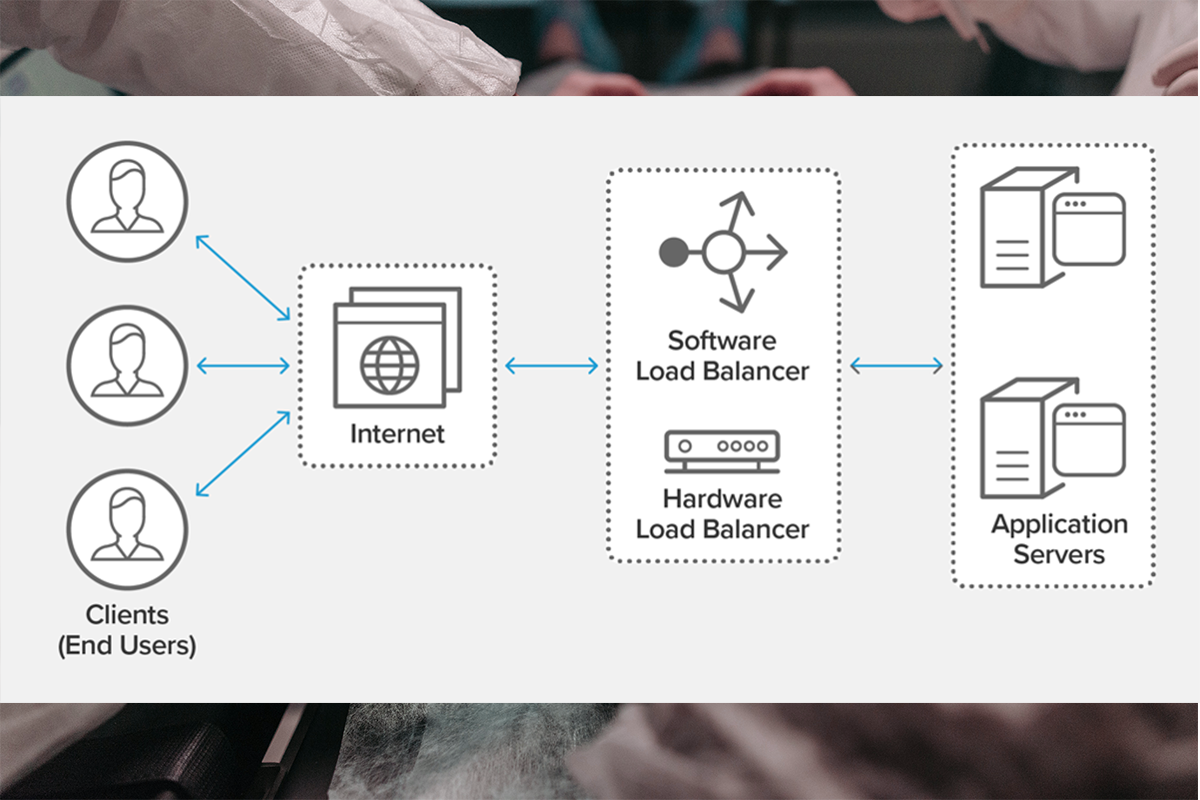 Internet
Software
Load Balancer
Hardware
Load Balancer
Application
Servers
Clients
(End Users)